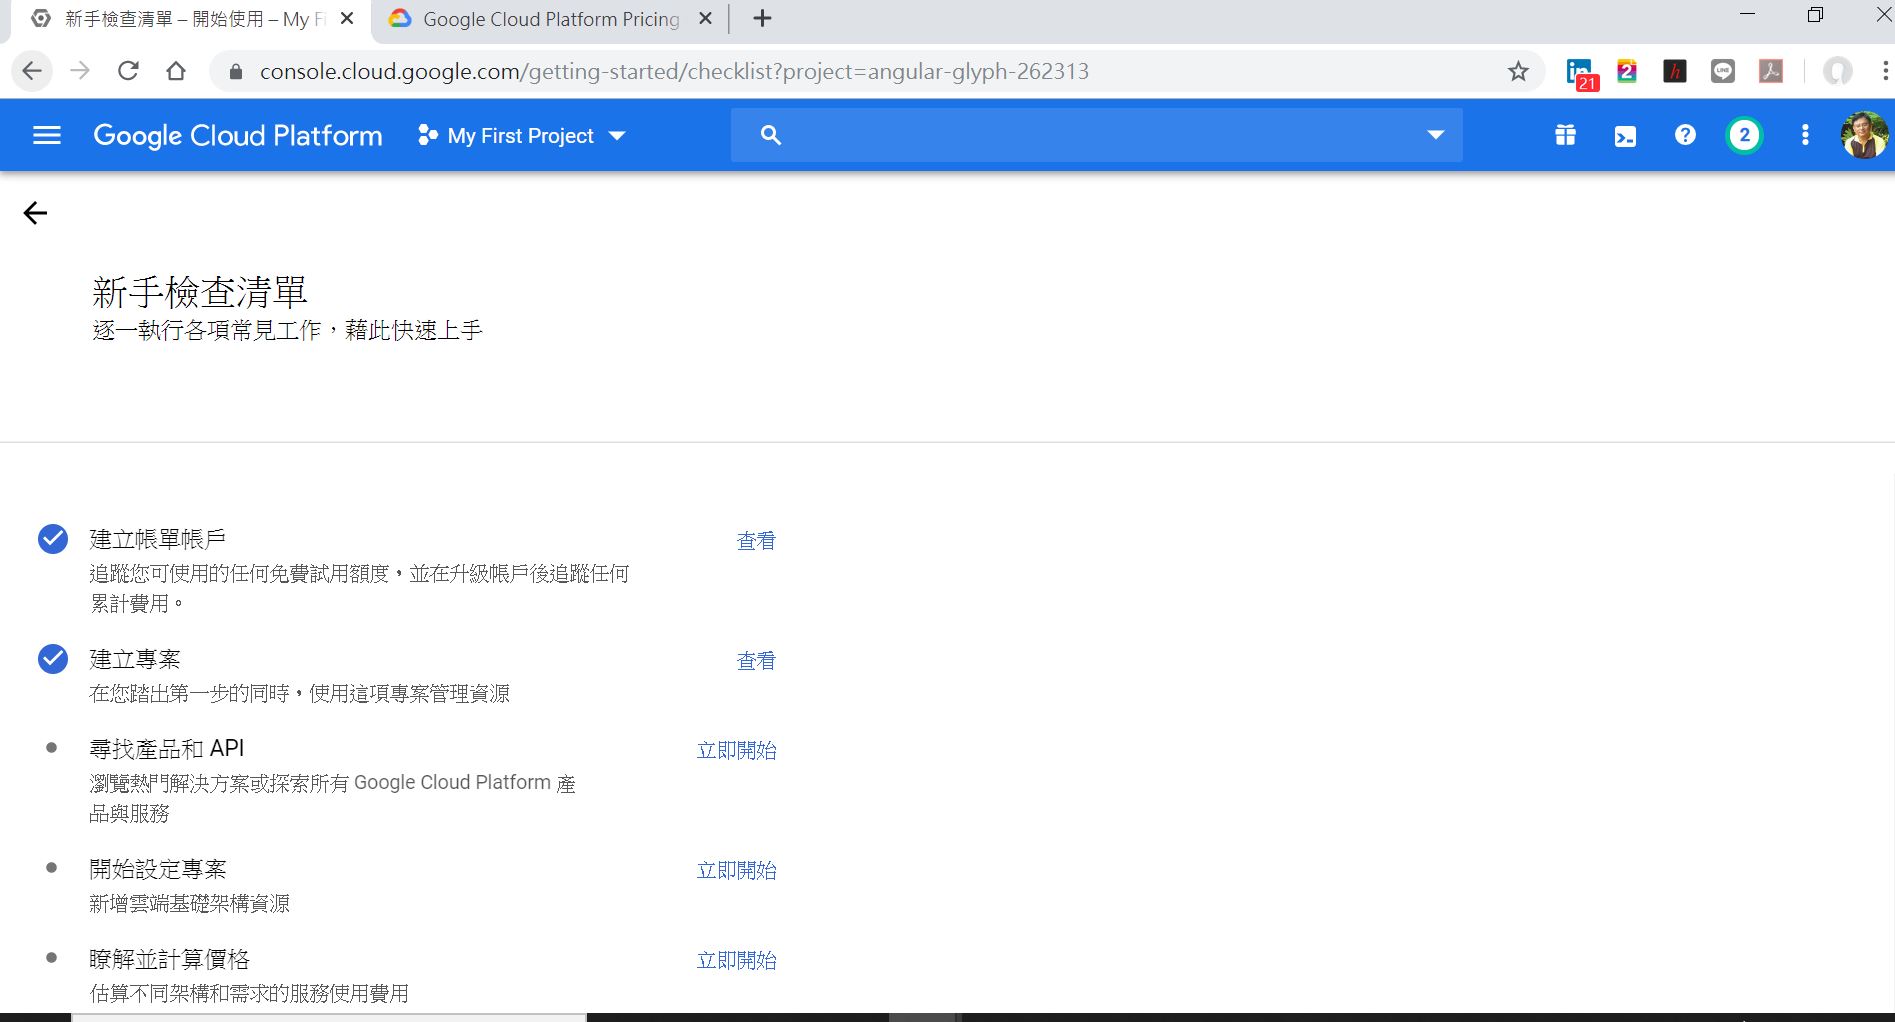 新手檢查清單 – 開始使用 – My Fi
Google Cloud Platform Pricing
console.cloud.google.com/getting-started/checklist?project=angular-glyph-262313
21
2
h
LINE
Google Cloud Platform
My First Project
2
新手檢查清單
逐一執行各項常見工作，藉此快速上手
建立帳單帳戶
查看
追蹤您可使用的任何免費試用額度，並在升級帳戶後追蹤任何
累計費用。
建立專案
查看
在您踏出第一步的同時，使用這項專案管理資源
尋找產品和 API
立即開始
瀏覽熱門解決方案或探索所有 Google Cloud Platform 產
品與服務
開始設定專案
立即開始
新增雲端基礎架構資源
瞭解並計算價格
立即開始
估算不同架構和需求的服務使用費用